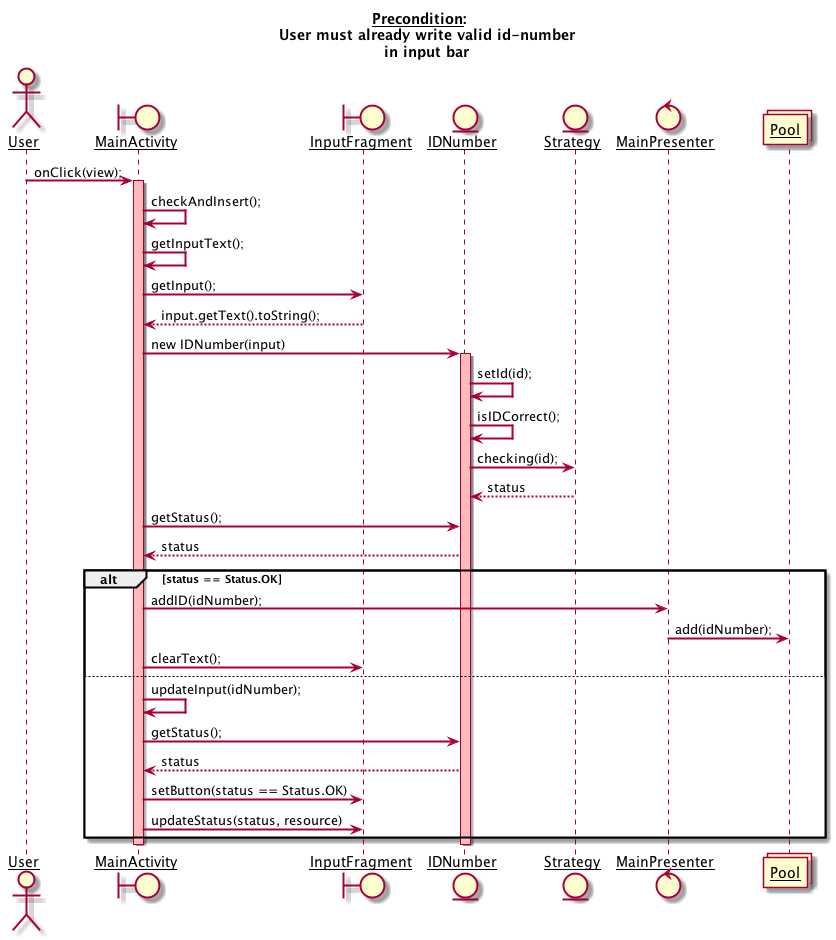 Precondition:
User must already write valid id-number
in input bar
User
MainActivity
InputFragment
IDNumber
Strategy
MainPresenter
Pool
onClick(view);
checkAndInsert();
getInputText();
getInput();
input.getText().toString();
new IDNumber(input)
setId(id);
isIDCorrect();
checking(id);
status
getStatus();
status
alt [status == Status.OK]
addID(idNumber);
add(idNumber);
clearText();
updateInput(idNumber);
getStatus();
status
setButton(status == Status.OK)
updateStatus(status, resource)
User
MainActivity
InputFragment
IDNumber
Strategy
MainPresenter
Pool